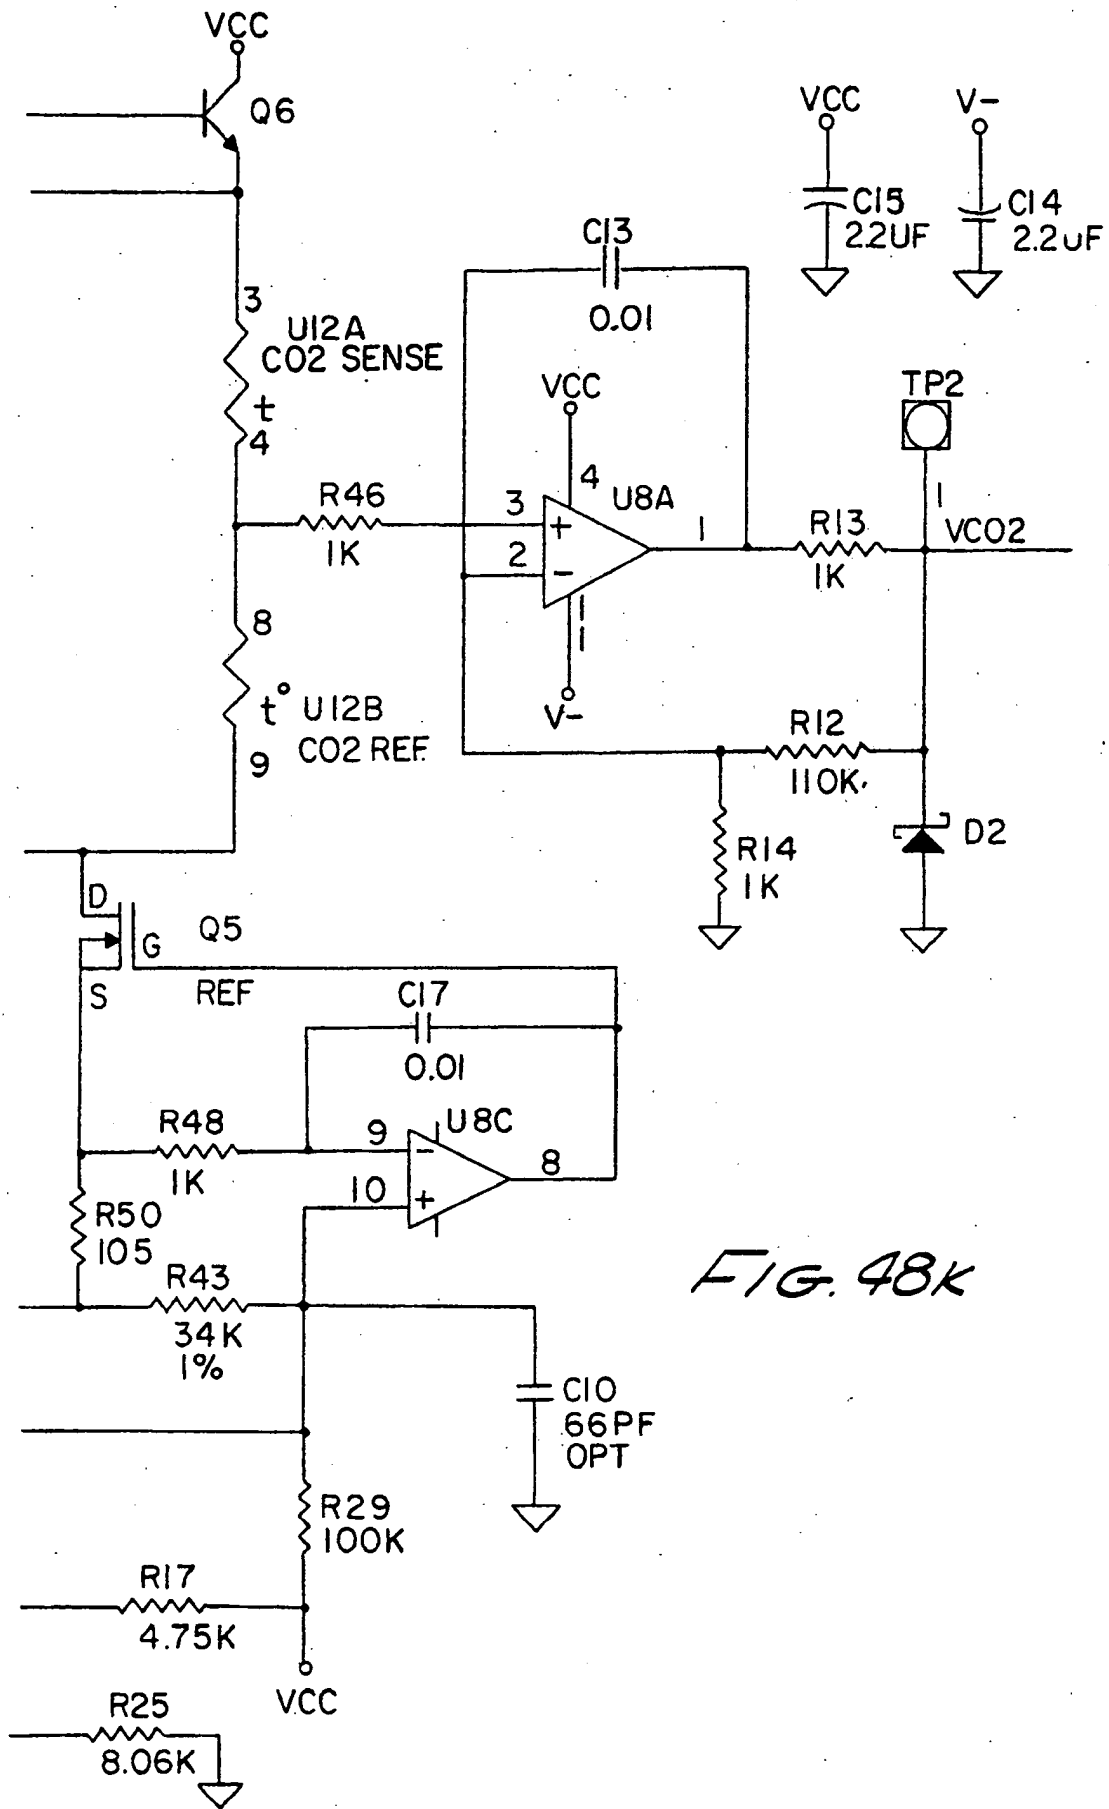 VCC
Q6
VCC
C15
2.2UF
V-
C14
2.2UF
C13
0.01
3
U12A
CO2 SENSE
t
4
VCC
4
U8A
TP2
1
R46
1K
3
+
2
-
1
R13
1K
VCO2
11
V-
8
t° U12B
CO2 REF.
9
R12
110K
R14
1K
D2
D
G
S
Q5
REF
C17
0.01
R48
1K
9
-
U8C
8
10
+
R50
105
R43
34K
1%
FIG. 48K
C10
66PF
OPT
R29
100K
R17
4.75K
VCC
R25
8.06K